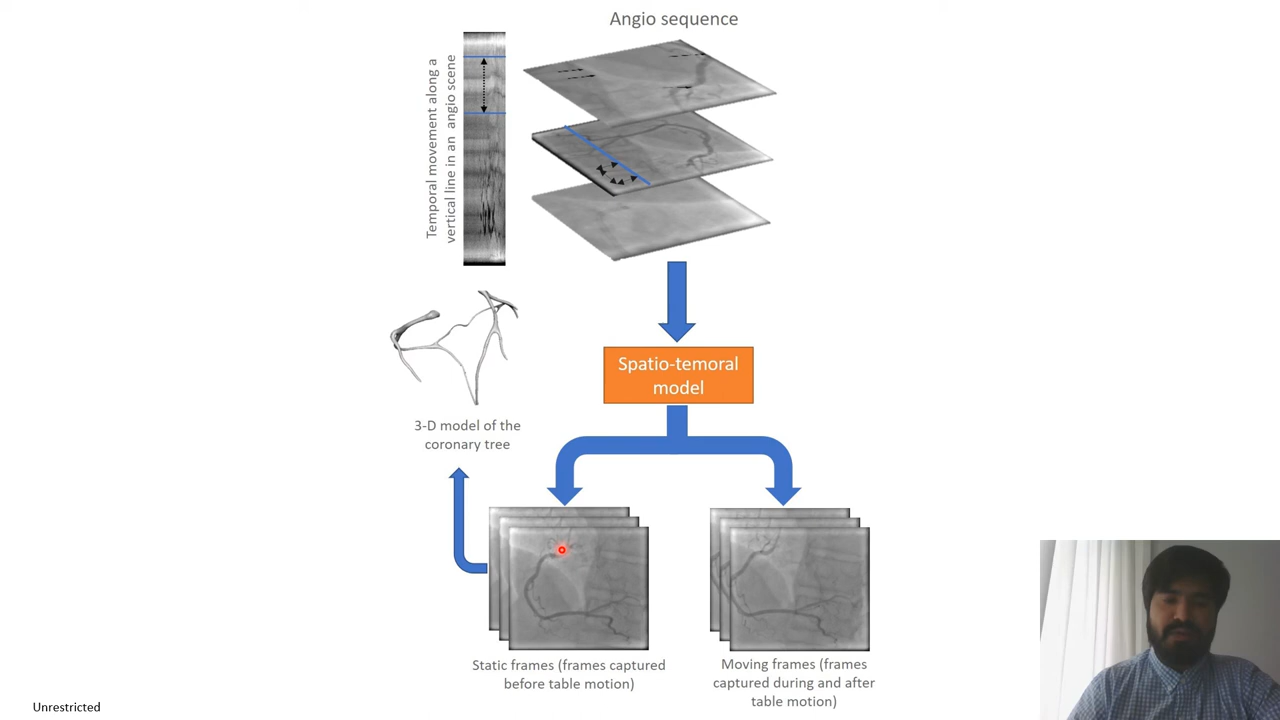 Angio sequence
Temporal movement along a
vertical line in an angio scene
Spatio-temoral
model
3-D model of the
coronary tree
Static frames (frames captured
before table motion)
Moving frames (frames
captured during and after
table motion)
Unrestricted